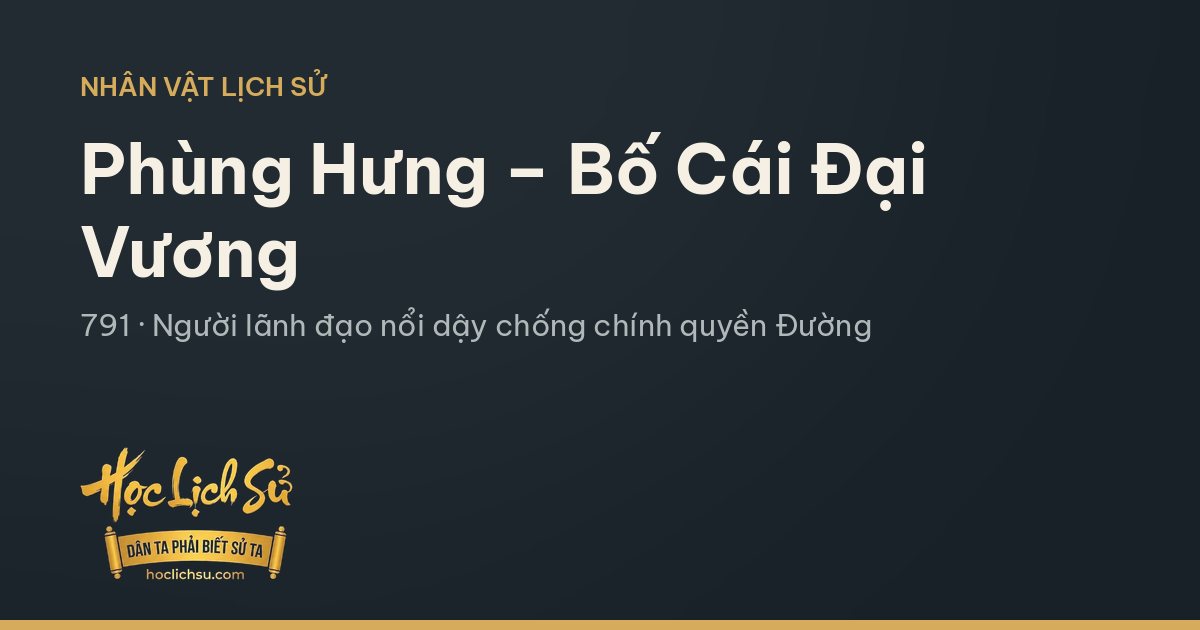 NHÂN VẬT LỊCH SỬ
Phùng Hưng – Bố Cái Đại
Vương
791 · Người lãnh đạo nổi dậy chống chính quyền Đường
Học Lịch Sử
DÂN TA PHẢI BIẾT SỬ TA
hoclichsu.com